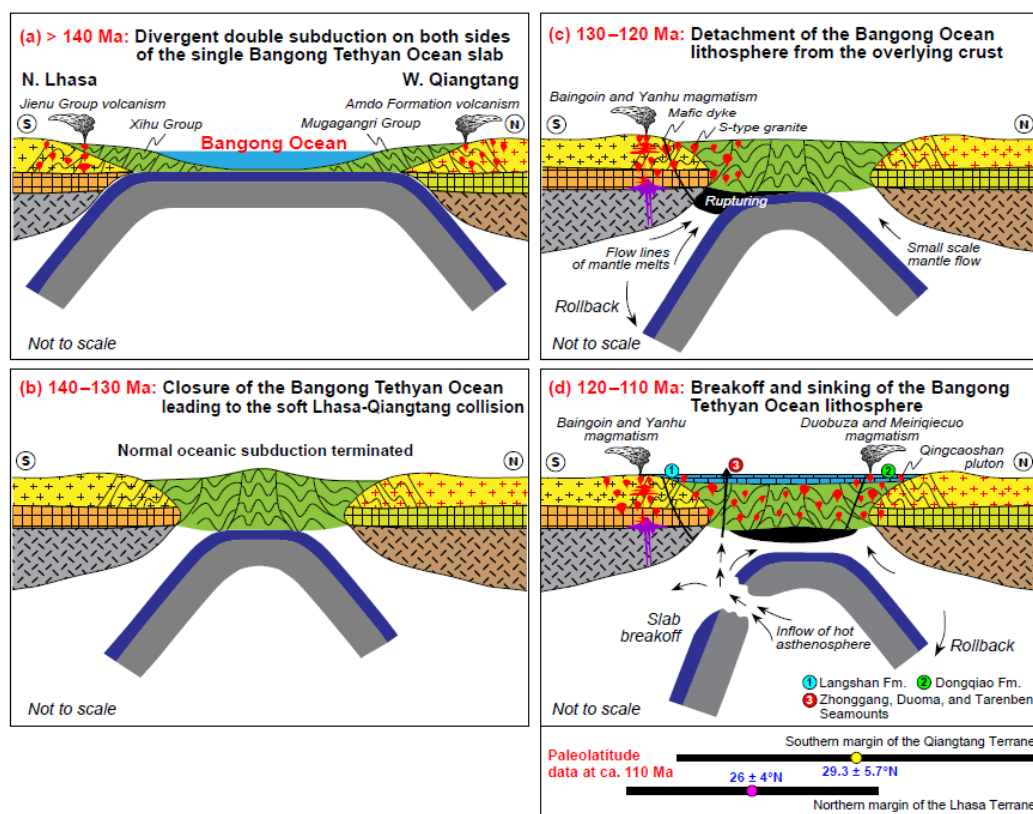 (a) > 140 Ma: Divergent double subduction on both sides
of the single Bangong Tethyan Ocean slab
N. Lhasa
W. Qiangtang
Jienu Group volcanism
Amdo Formation volcanism
S
Xihu Group
Mugagangri Group
N
Bangong Ocean
Not to scale
(b) 140–130 Ma: Closure of the Bangong Tethyan Ocean
leading to the soft Lhasa-Qiangtang collision
Normal oceanic subduction terminated
S
N
Not to scale
(c) 130–120 Ma: Detachment of the Bangong Ocean
lithosphere from the overlying crust
Baingoin and Yanhu magmatism
Mafic dyke
S
S-type granite
N
Rupturing
Flow lines
of mantle melts
Small scale
mantle flow
Rollback
Not to scale
(d) 120–110 Ma: Breakoff and sinking of the Bangong
Tethyan Ocean lithosphere
Baingoin and Yanhu
magmatism
Duobuza and Meiriqiecuo
magmatism
Qingcaoshan
pluton
S
N
1
3
2
Slab
breakoff
Inflow of hot
asthenosphere
Rollback
1 Langshan Fm.
2 Dongqiao Fm.
3 Zhonggang, Duoma, and Tarenben
Seamounts
Not to scale
Paleolatitude
data at ca. 110 Ma
Southern margin of the Qiangtang Terrane
29.3 ± 5.7°N
26 ± 4°N
Northern margin of the Lhasa Terrane